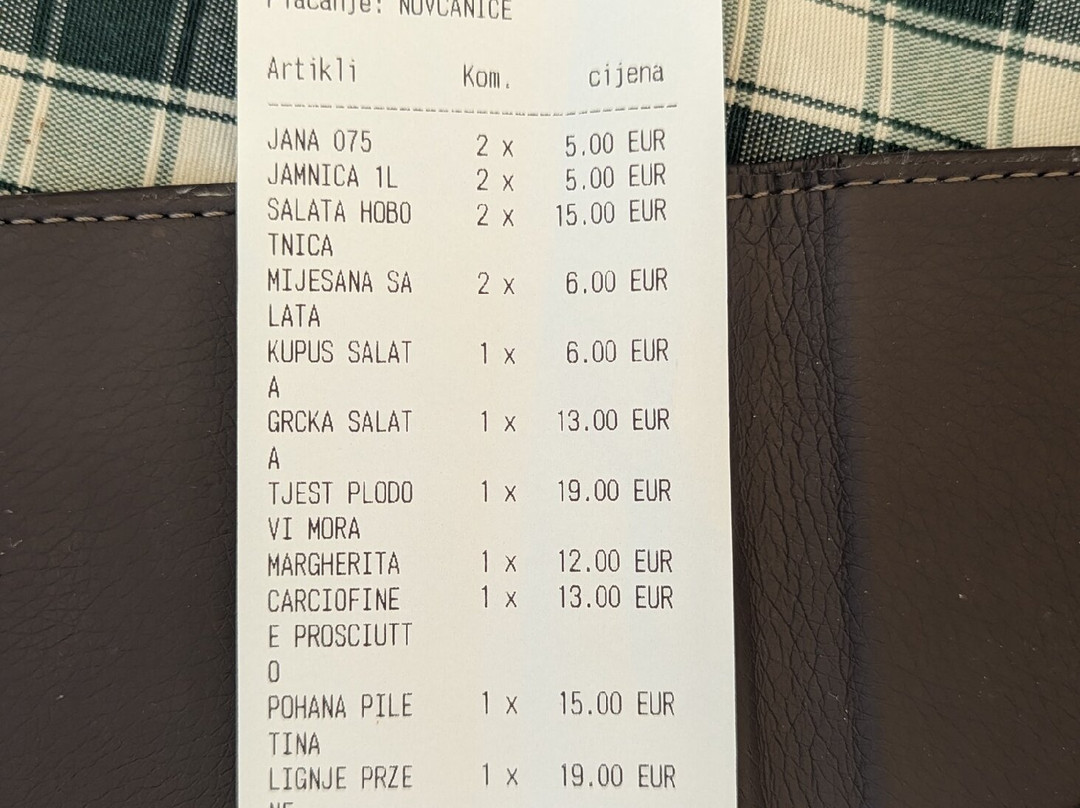 Plaćanje: NOVČANICE
Artikli Kom. cijena
JANA 075 2 x 5.00 EUR
JAMNICA 1L 2 x 5.00 EUR
SALATA HOBO 2 x 15.00 EUR
TNICA
MIJESANA SA 2 x 6.00 EUR
LATA
KUPUS SALAT 1 x 6.00 EUR
A
GRCKA SALAT 1 x 13.00 EUR
A
TJEST PLODO 1 x 19.00 EUR
VI MORA
MARGHERITA 1 x 12.00 EUR
CARCIOFINE 1 x 13.00 EUR
E PROSCIUTT
O
POHANA PILE 1 x 15.00 EUR
TINA
LIGNJE PRZE 1 x 19.00 EUR